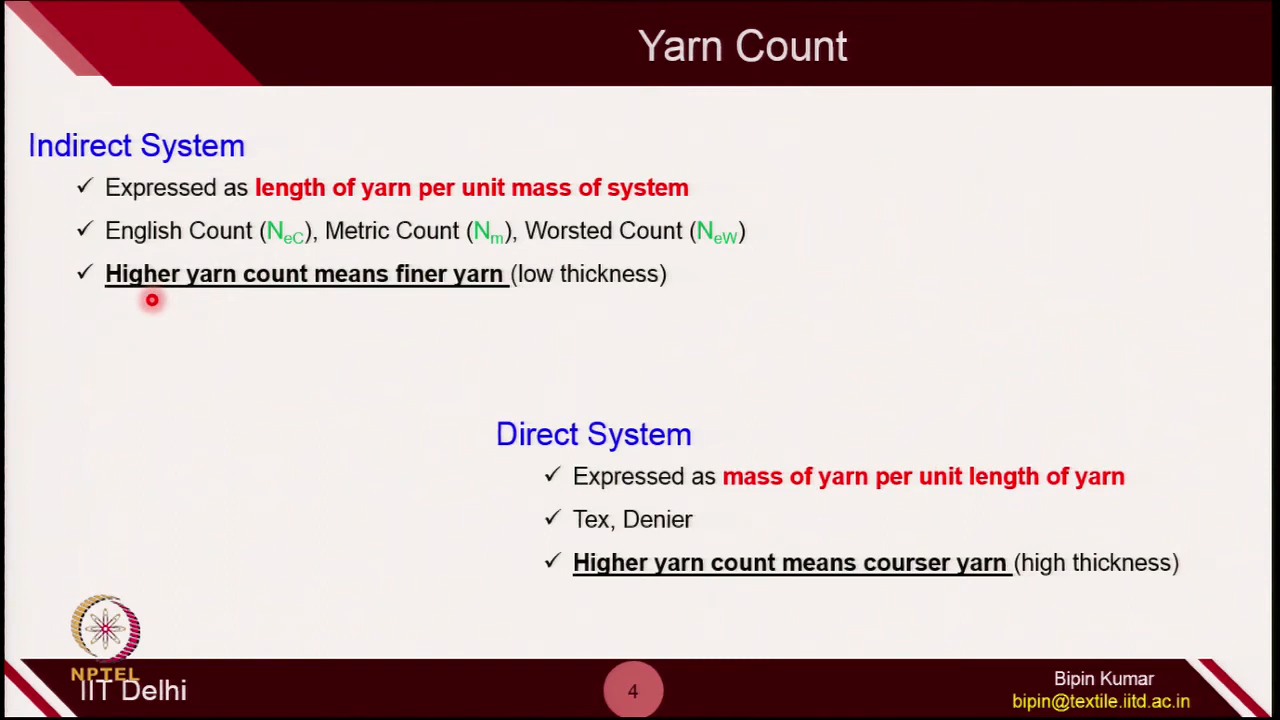 Yarn Count
Indirect System
✓ Expressed as length of yarn per unit mass of system
✓ English Count (NeC), Metric Count (Nm), Worsted Count (NeW)
✓ Higher yarn count means finer yarn (low thickness)
Direct System
✓ Expressed as mass of yarn per unit length of yarn
✓ Tex, Denier
✓ Higher yarn count means courser yarn (high thickness)
NPTEL
IIT Delhi
4
Bipin Kumar
bipin@textile.iitd.ac.in